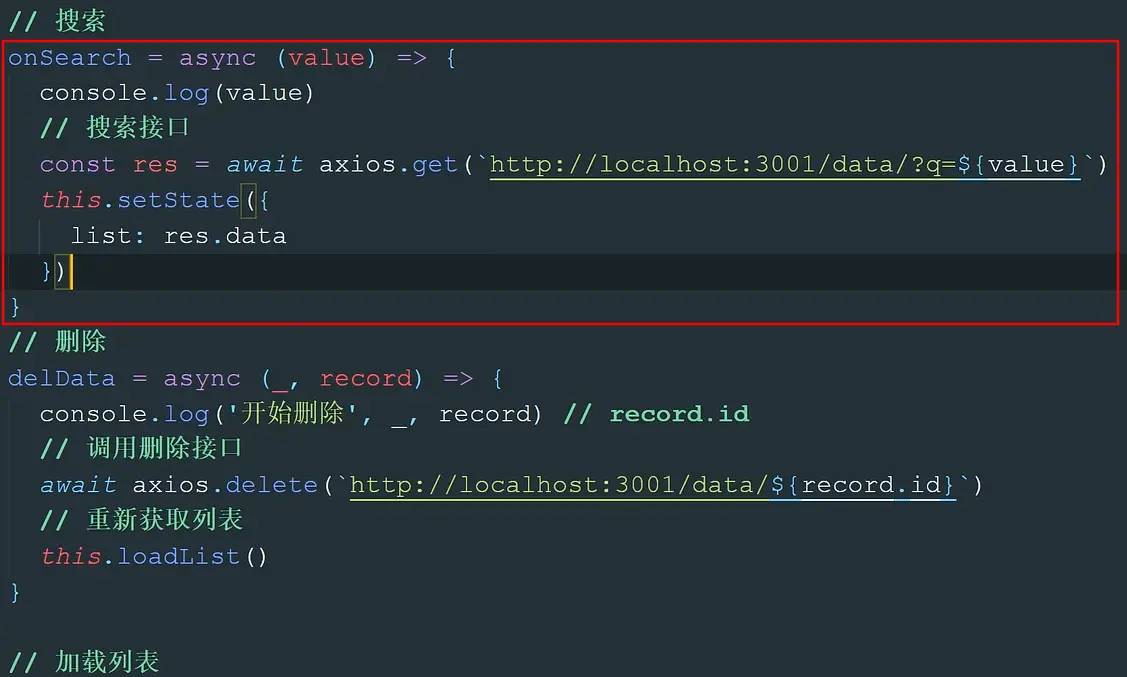 // 搜索
onSearch = async (value) => {
console.log(value)
// 搜索接口
const res = await axios.get(`http://localhost:3001/data/?q=${value}`)
this.setState({
list: res.data
})
}
// 删除
delData = async (_, record) => {
console.log('开始删除', _, record) // record.id
// 调用删除接口
await axios.delete(`http://localhost:3001/data/${record.id}`)
// 重新获取列表
this.loadList()
}
// 加载列表